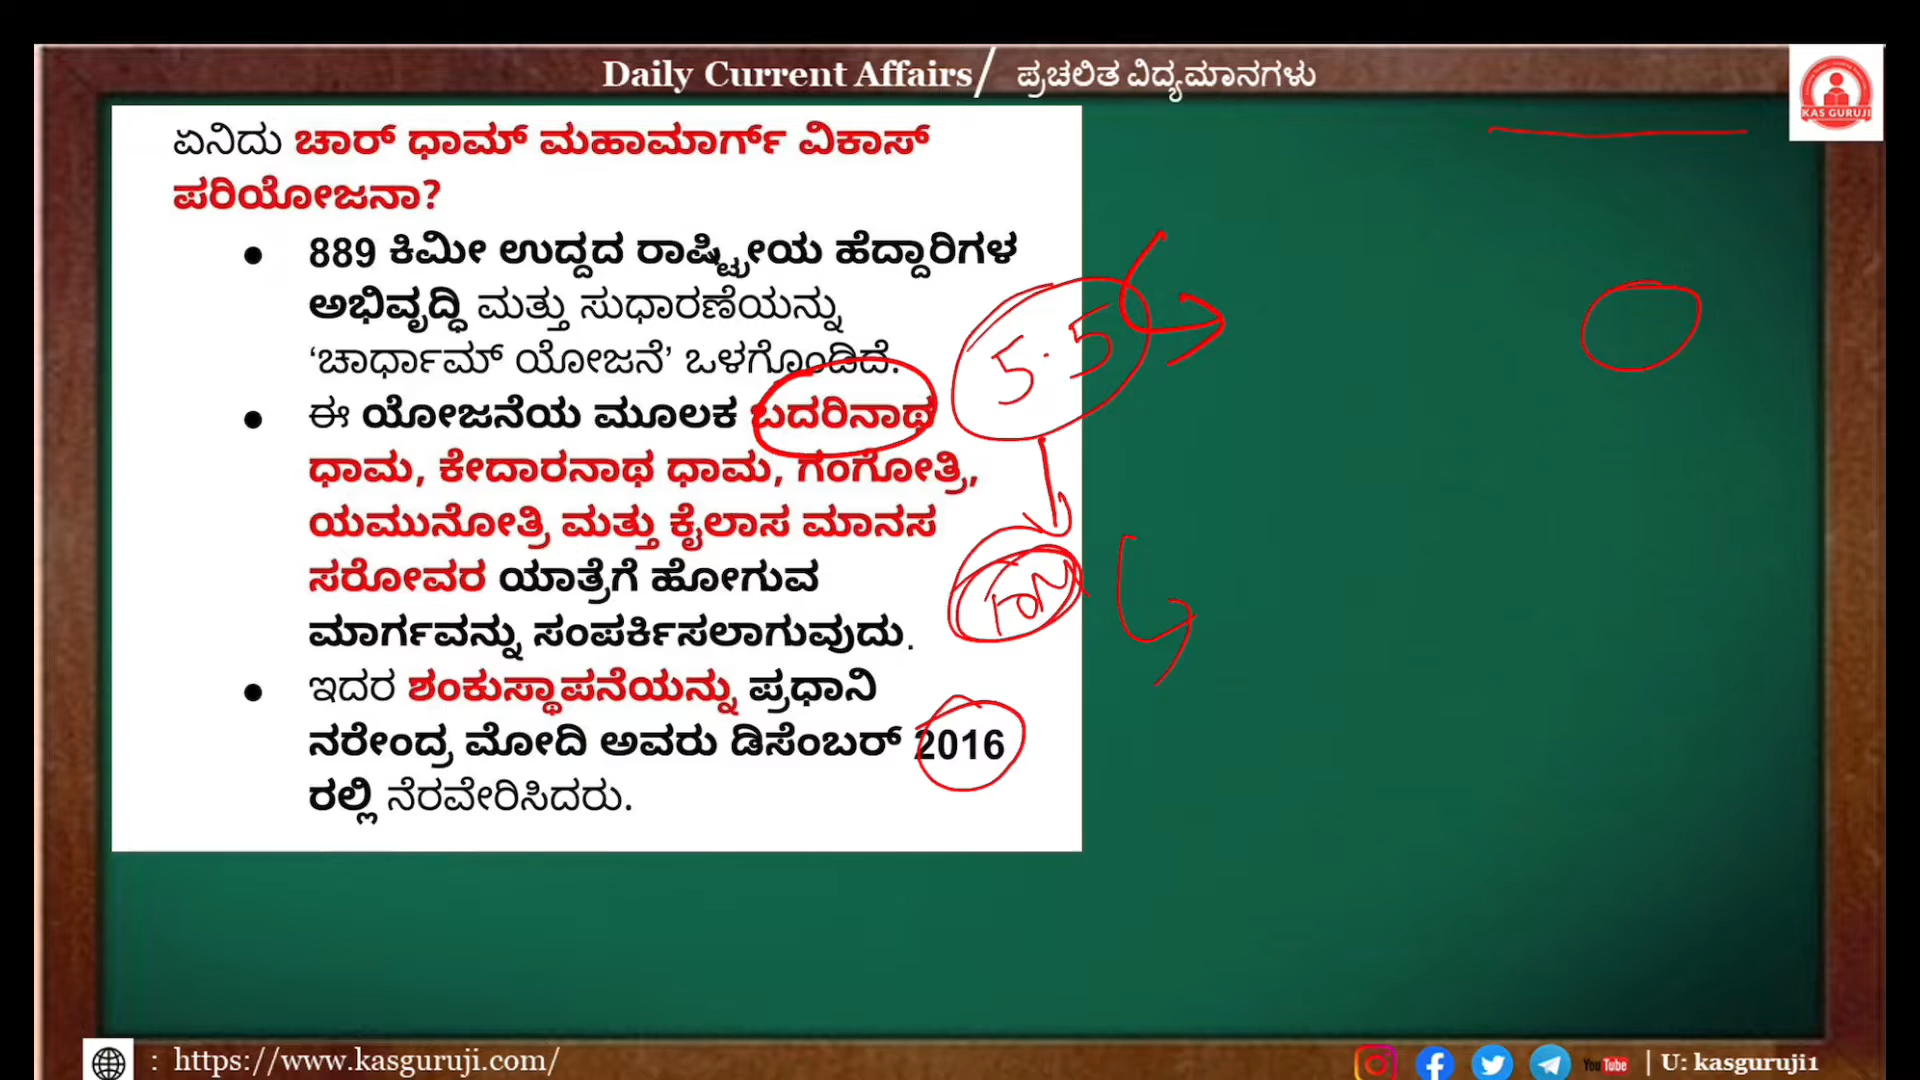 Daily Current Affairs/ ಪ್ರಚಲಿತ ವಿದ್ಯಮಾನಗಳು
KAS GURUJI
ಏನಿದು ಚಾರ್ ಧಾಮ್ ಮಹಾಮಾರ್ಗ್ ವಿಕಾಸ್
ಪರಿಯೋಜನಾ?
• 889 ಕಿಮೀ ಉದ್ದದ ರಾಷ್ಟ್ರೀಯ ಹೆದ್ದಾರಿಗಳ
ಅಭಿವೃದ್ಧಿ ಮತ್ತು ಸುಧಾರಣೆಯನ್ನು
‘ಚಾರ್ಧಾಮ್ ಯೋಜನೆ’ ಒಳಗೊಂಡಿದೆ.
5.5
• ಈ ಯೋಜನೆಯ ಮೂಲಕ ಬದರಿನಾಥ
ಧಾಮ, ಕೇದಾರನಾಥ ಧಾಮ, ಗಂಗೋತ್ರಿ,
ಯಮುನೋತ್ರಿ ಮತ್ತು ಕೈಲಾಸ ಮಾನಸ
ಸರೋವರ ಯಾತ್ರೆಗೆ ಹೋಗುವ
ಮಾರ್ಗವನ್ನು ಸಂಪರ್ಕಿಸಲಾಗುವುದು.
• ಇದರ ಶಂಕುಸ್ಥಾಪನೆಯನ್ನು ಪ್ರಧಾನಿ
ನರೇಂದ್ರ ಮೋದಿ ಅವರು ಡಿಸೆಂಬರ್ 2016
ರಲ್ಲಿ ನೆರವೇರಿಸಿದರು.
: https://www.kasguruji.com/
YouTube | U: kasguruji1